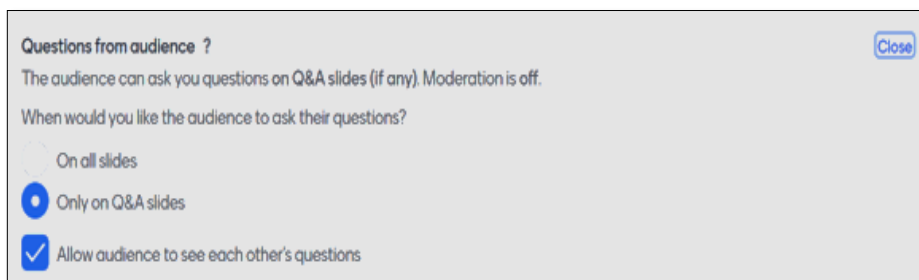 Questions from audience ?
Close
The audience can ask you questions on Q&A slides (if any). Moderation is off.
When would you like the audience to ask their questions?
On all slides
Only on Q&A slides
Allow audience to see each other's questions